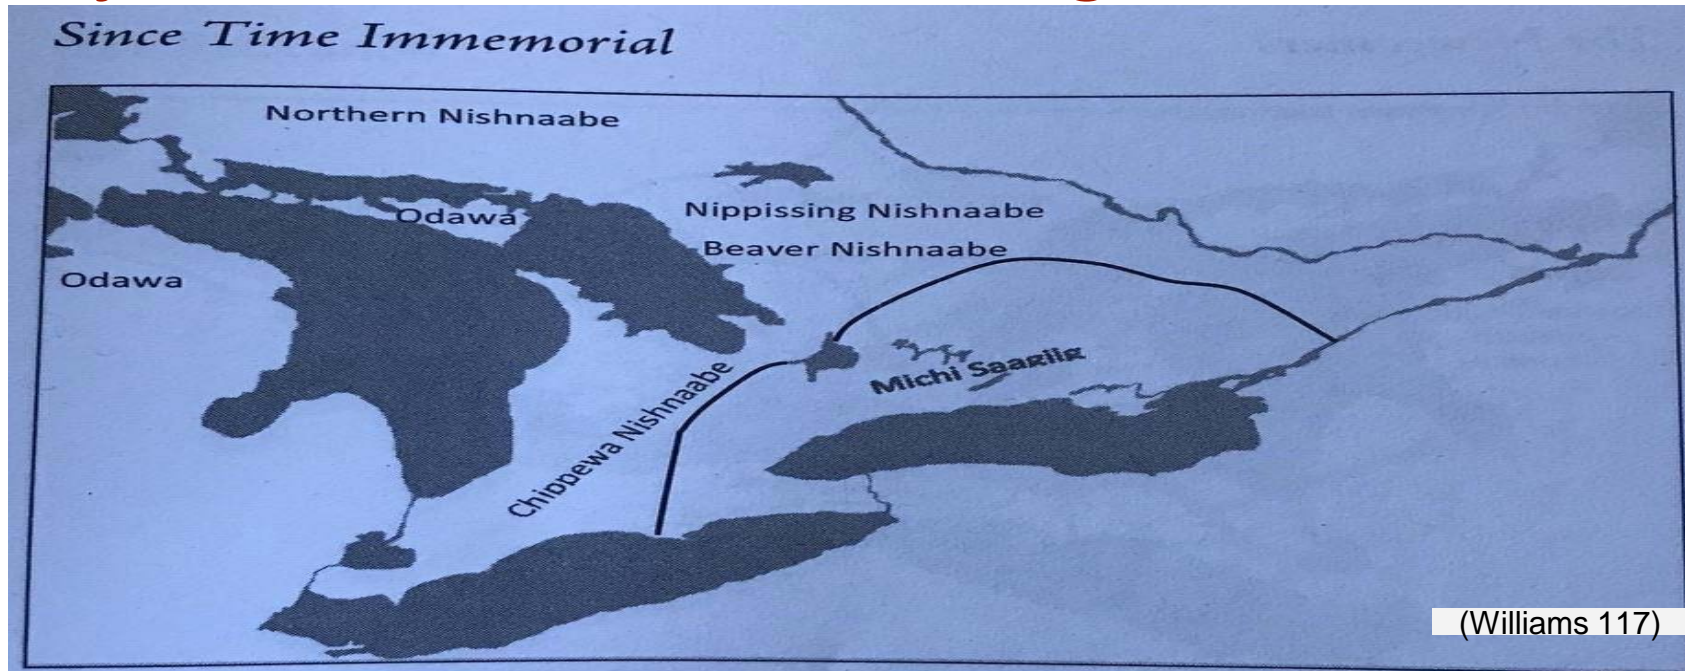 Since Time Immemorial
Northern Nishnaabe
Odawa
Nippissing Nishnaabe
Beaver Nishnaabe
Odawa
Michi Saagiig
Chippewa Nishnaabe
(Williams 117)